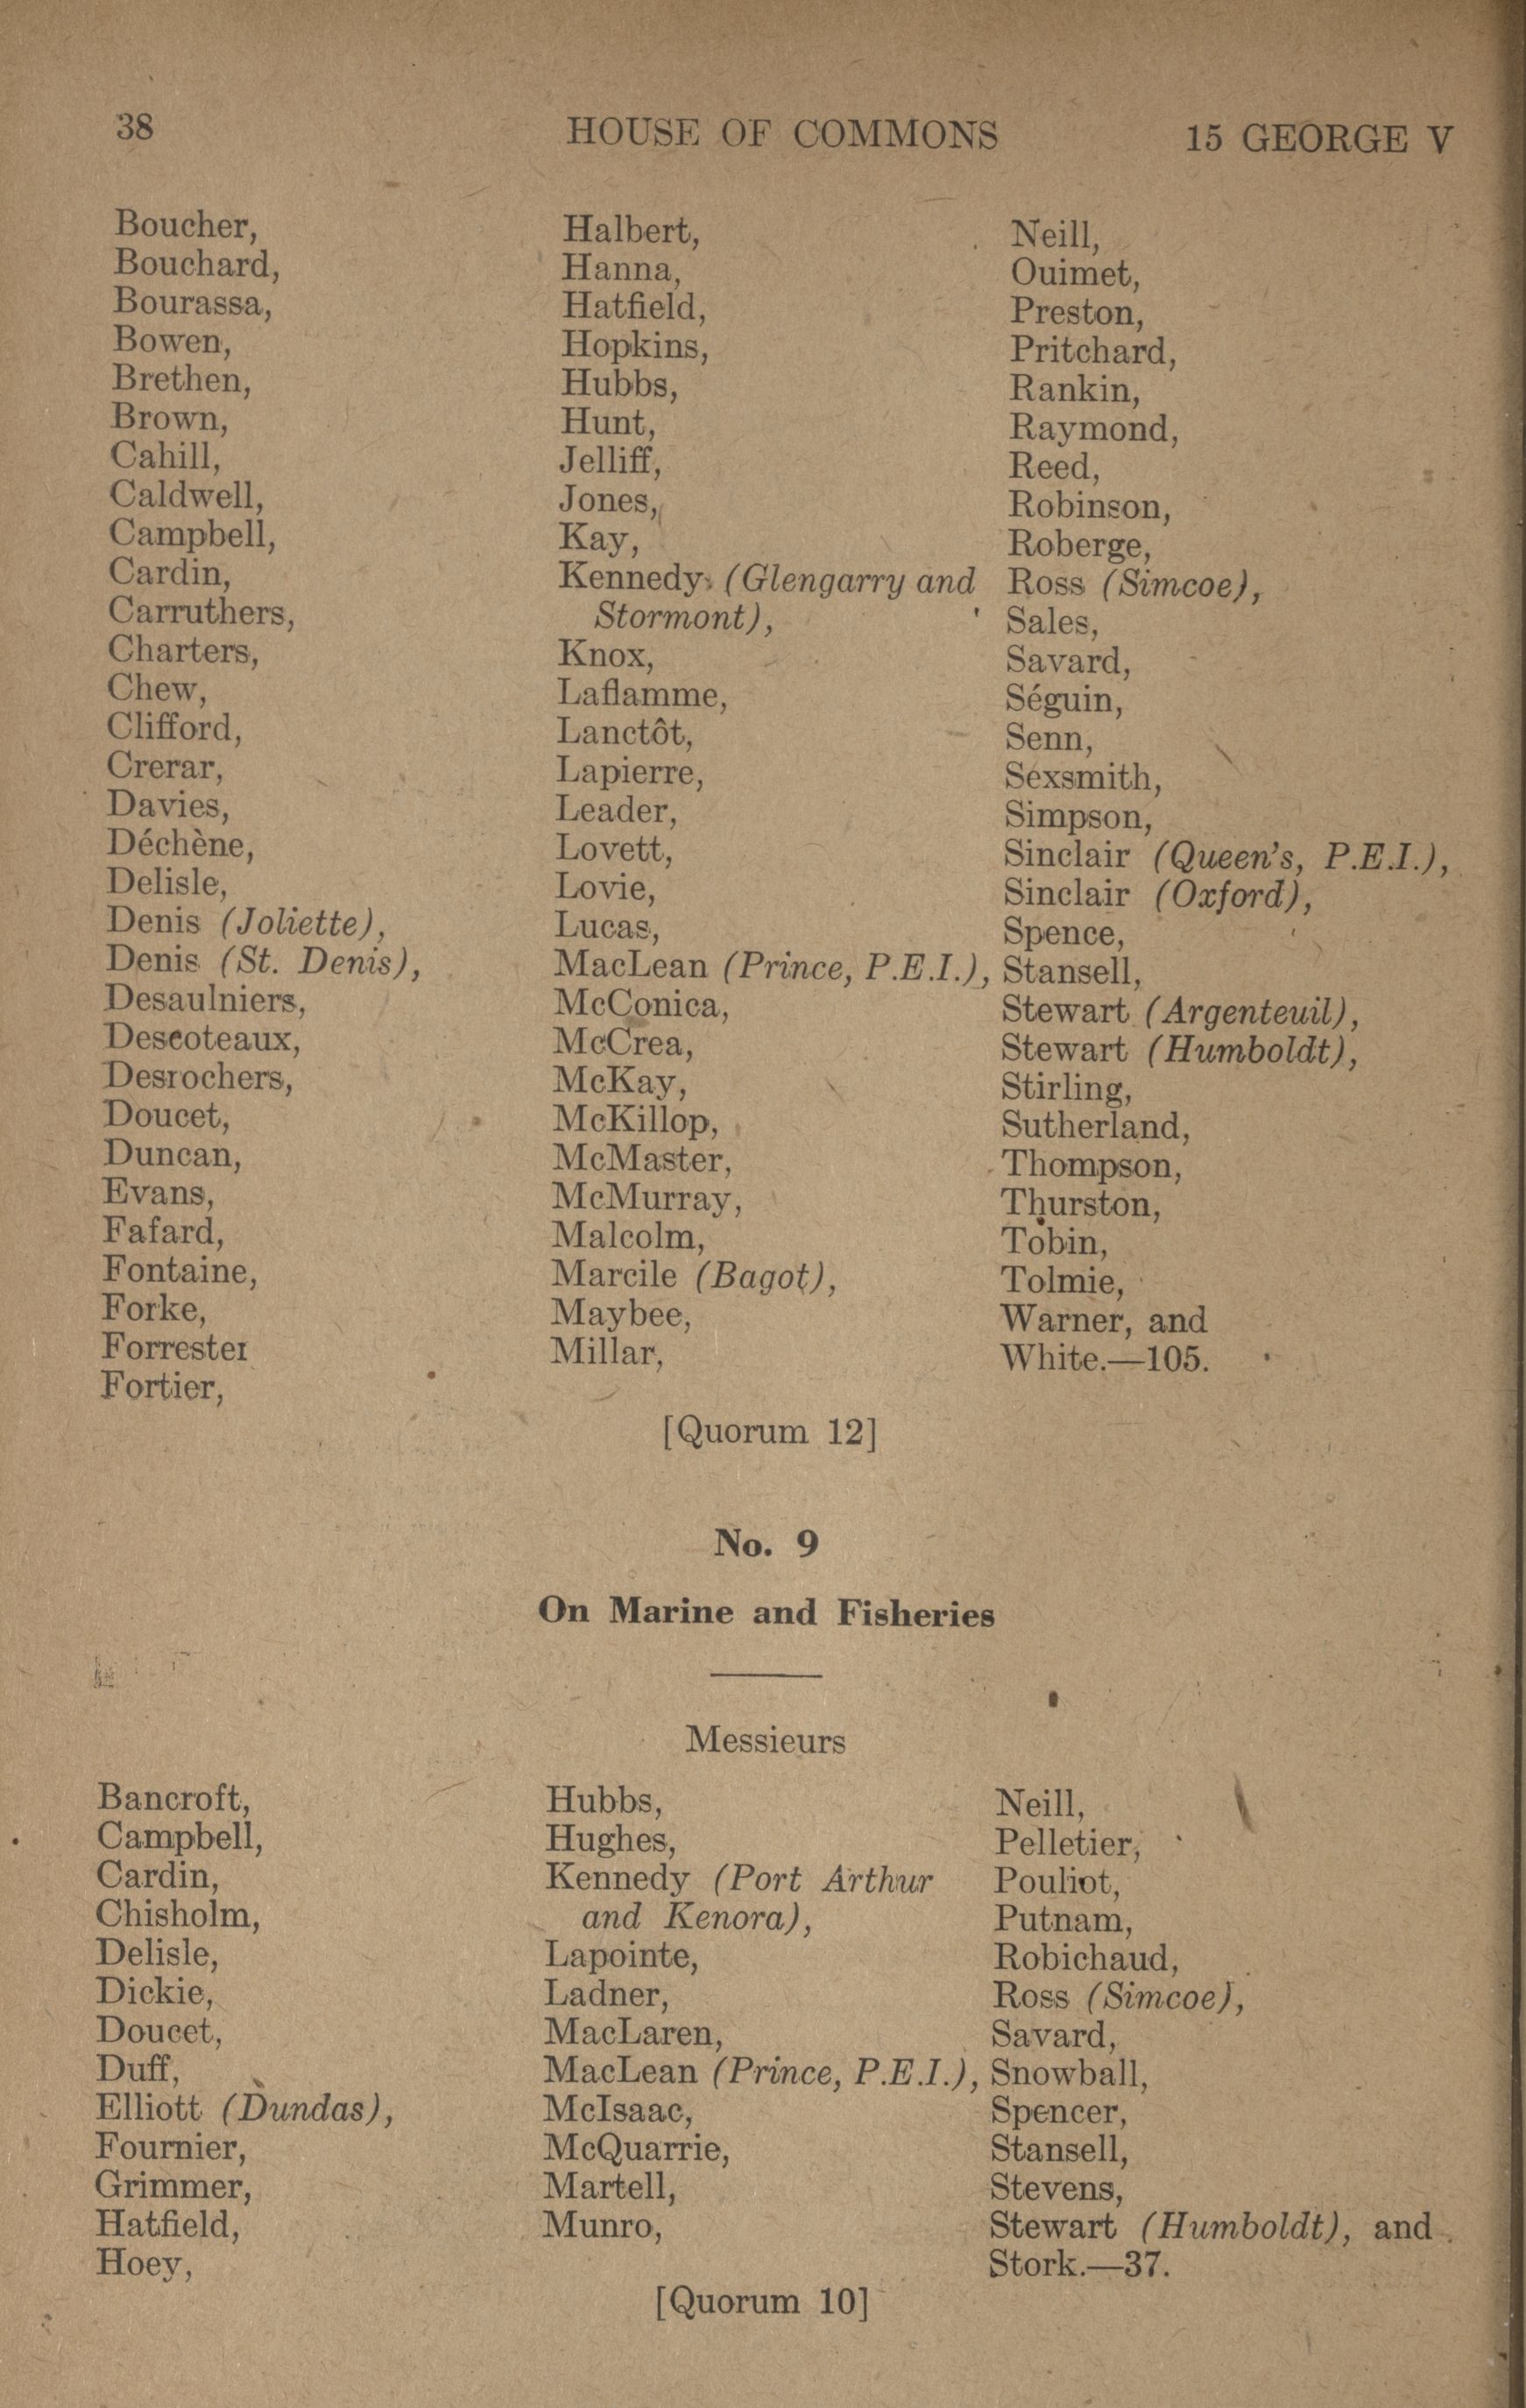 38 HOUSE OF COMMONS 15 GEORGE V
Boucher,
Bouchard,
Bourassa,
Bowen,
Brethen,
Brown,
Cahill,
Caldwell,
Campbell,
Cardin,
Carruthers,
Charters,
Chew,
Clifford,
Crerar,
Davies,
Déchène,
Delisle,
Denis (Joliette),
Denis (St. Denis),
Desaulniers,
Descoteaux,
Desrochers,
Doucet,
Duncan,
Evans,
Fafard,
Fontaine,
Forke,
Forrester
Fortier,
Halbert,
Hanna,
Hatfield,
Hopkins,
Hubbs,
Hunt,
Jelliff,
Jones,
Kay,
Kennedy (Glengarry and
Stormont),
Knox,
Laflamme,
Lanctôt,
Lapierre,
Leader,
Lovett,
Lovie,
Lucas,
MacLean (Prince, P.E.I.),
McConica,
McCrea,
McKay,
McKillop,
McMaster,
McMurray,
Malcolm,
Marcile (Bagot),
Maybee,
Millar,
Neill,
Ouimet,
Preston,
Pritchard,
Rankin,
Raymond,
Reed,
Robinson,
Roberge,
Ross (Simcoe),
Sales,
Savard,
Séguin,
Senn,
Sexsmith,
Simpson,
Sinclair (Queen's, P.E.I.),
Sinclair (Oxford),
Spence,
Stansell,
Stewart (Argenteuil),
Stewart (Humboldt),
Stirling,
Sutherland,
Thompson,
Thurston,
Tobin,
Tolmie,
Warner, and
White.—105.
[Quorum 12]
No. 9
On Marine and Fisheries
Messieurs
Bancroft,
Campbell,
Cardin,
Chisholm,
Delisle,
Dickie,
Doucet,
Duff,
Elliott (Dundas),
Fournier,
Grimmer,
Hatfield,
Hoey,
Hubbs,
Hughes,
Kennedy (Port Arthur
and Kenora),
Lapointe,
Ladner,
MacLaren,
MacLean (Prince, P.E.I.),
McIsaac,
McQuarrie,
Martell,
Munro,
Neill,
Pelletier,
Pouliot,
Putnam,
Robichaud,
Ross (Simcoe),
Savard,
Snowball,
Spencer,
Stansell,
Stevens,
Stewart (Humboldt), and
Stork.—37.
[Quorum 10]